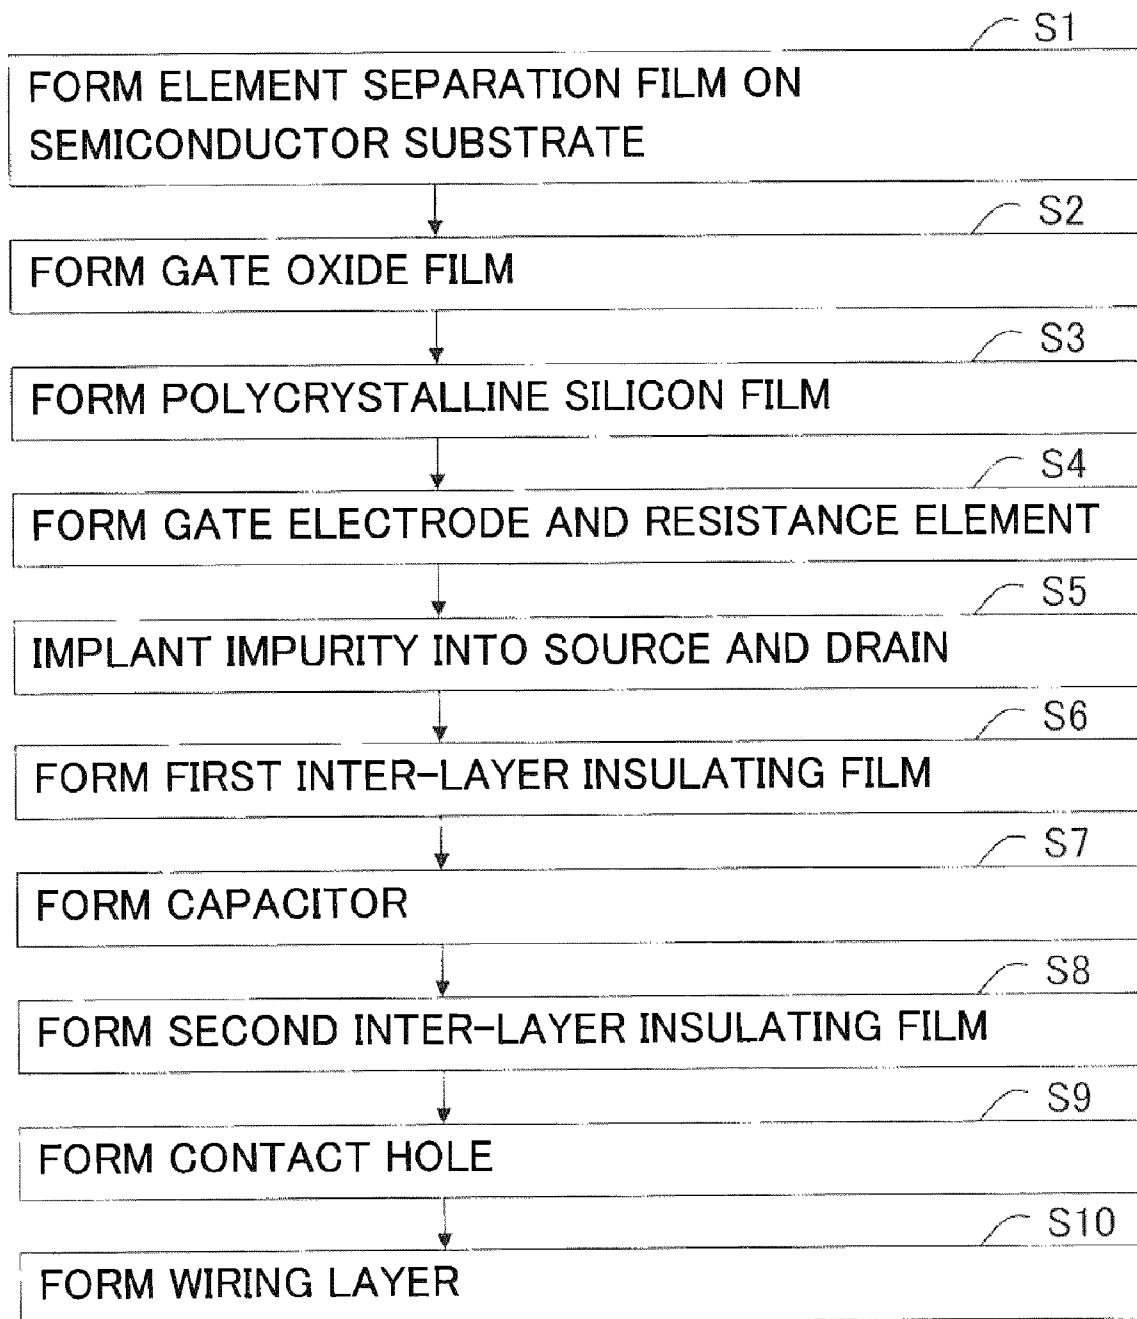 S1
FORM ELEMENT SEPARATION FILM ON
SEMICONDUCTOR SUBSTRATE
S2
FORM GATE OXIDE FILM
S3
FORM POLYCRYSTALLINE SILICON FILM
S4
FORM GATE ELECTRODE AND RESISTANCE ELEMENT
S5
IMPLANT IMPURITY INTO SOURCE AND DRAIN
S6
FORM FIRST INTER-LAYER INSULATING FILM
S7
FORM CAPACITOR
S8
FORM SECOND INTER-LAYER INSULATING FILM
S9
FORM CONTACT HOLE
S10
FORM WIRING LAYER